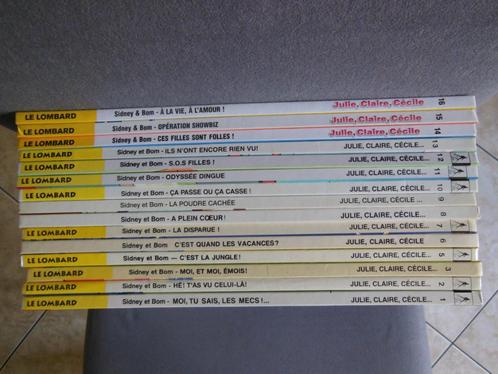 LE LOMBARD Sidney & Bom - À LA VIE, À L'AMOUR ! Julie, Claire, Cécile 16
LE LOMBARD Sidney & Bom - OPÉRATION SHOWBIZ Julie, Claire, Cécile 15
LE LOMBARD Sidney & Bom - CES FILLES SONT FOLLES ! Julie, Claire, Cécile 14
LE LOMBARD Sidney et Bom - ILS N'ONT ENCORE RIEN VU! JULIE, CLAIRE, CÉCILE... 13
LE LOMBARD Sidney et Bom - S.O.S FILLES ! JULIE, CLAIRE, CÉCILE... 12
LE LOMBARD Sidney et Bom - ODYSSÉE DINGUE JULIE, CLAIRE, CÉCILE... 11
LE LOMBARD Sidney et Bom - ÇA PASSE OU ÇA CASSE ! JULIE, CLAIRE, CÉCILE... 10
Sidney et Bom - LA POUDRE CACHÉE JULIE, CLAIRE, CÉCILE ... 9
Sidney et Bom - A PLEIN CŒUR! JULIE, CLAIRE, CÉCILE... 8
LE LOMBARD Sidney et Bom - LA DISPARUE ! JULIE, CLAIRE, CÉCILE... 7
LE LOMBARD Sidney et Bom C'EST QUAND LES VACANCES? JULIE, CLAIRE, CÉCILE 6
LE LOMBARD Sidney et Bom — C'EST LA JUNGLE! JULIE, CLAIRE, CÉCILE... 5
LE LOMBARD Sidney et Bom - MOI, ET MOI, ÉMOIS! JULIE, CLAIRE, CÉCILE... 3
LE LOMBARD Sidney et Bom - HÉ! T'AS VU CELUI-LÀ! JULIE, CLAIRE, CÉCILE... 2
LE LOMBARD Sidney et Bom - MOI, TU SAIS, LES MECS !... JULIE, CLAIRE, CÉCILE... 1